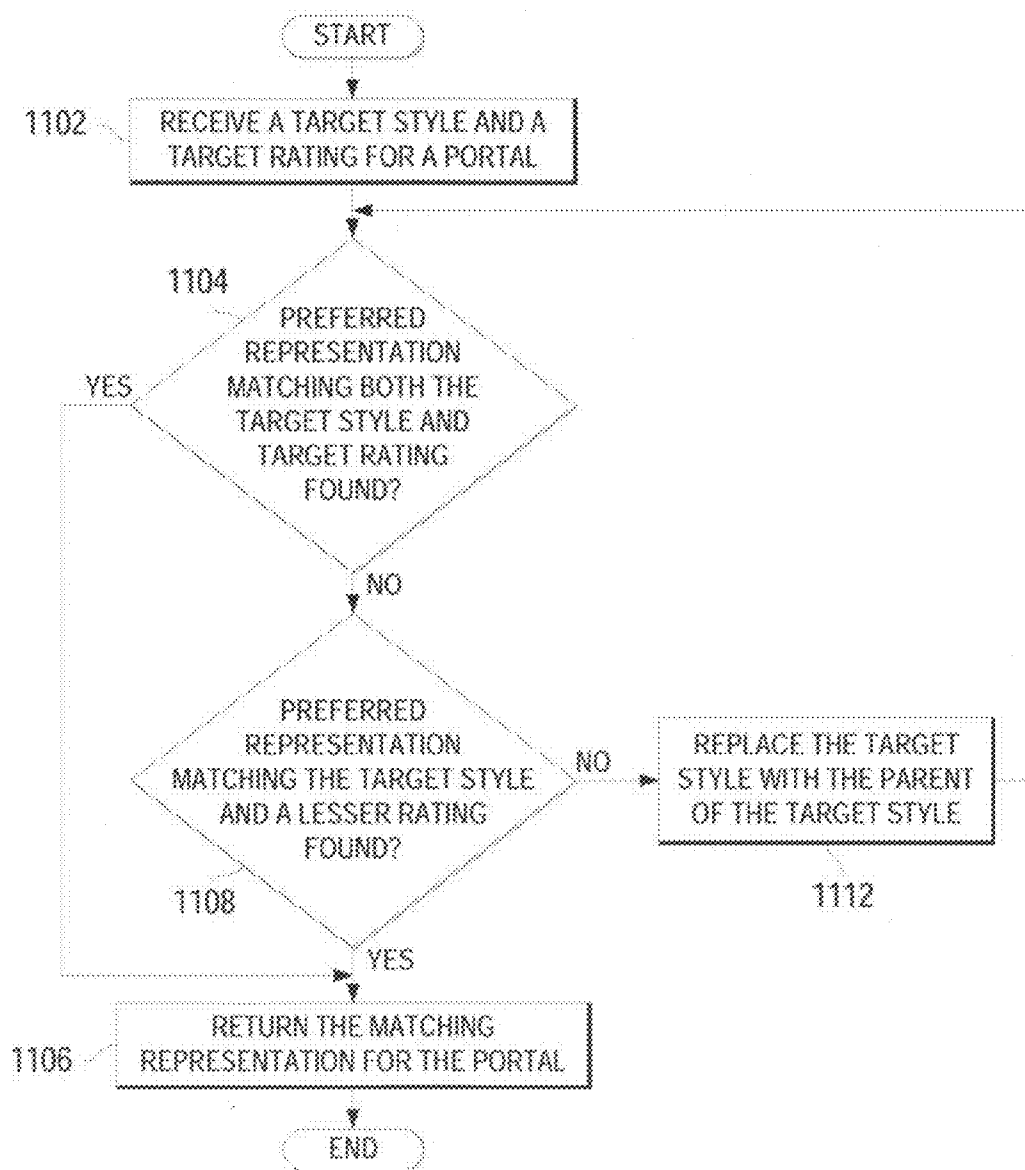 START
1102
RECEIVE A TARGET STYLE AND A
TARGET RATING FOR A PORTAL
1104
PREFERRED
REPRESENTATION
MATCHING BOTH THE
TARGET STYLE AND
TARGET RATING
FOUND?
YES
NO
PREFERRED
REPRESENTATION
MATCHING THE TARGET STYLE
AND A LESSER RATING
FOUND?
1108
NO
REPLACE THE TARGET
STYLE WITH THE PARENT
OF THE TARGET STYLE
1112
YES
1106
RETURN THE MATCHING
REPRESENTATION FOR THE PORTAL
END